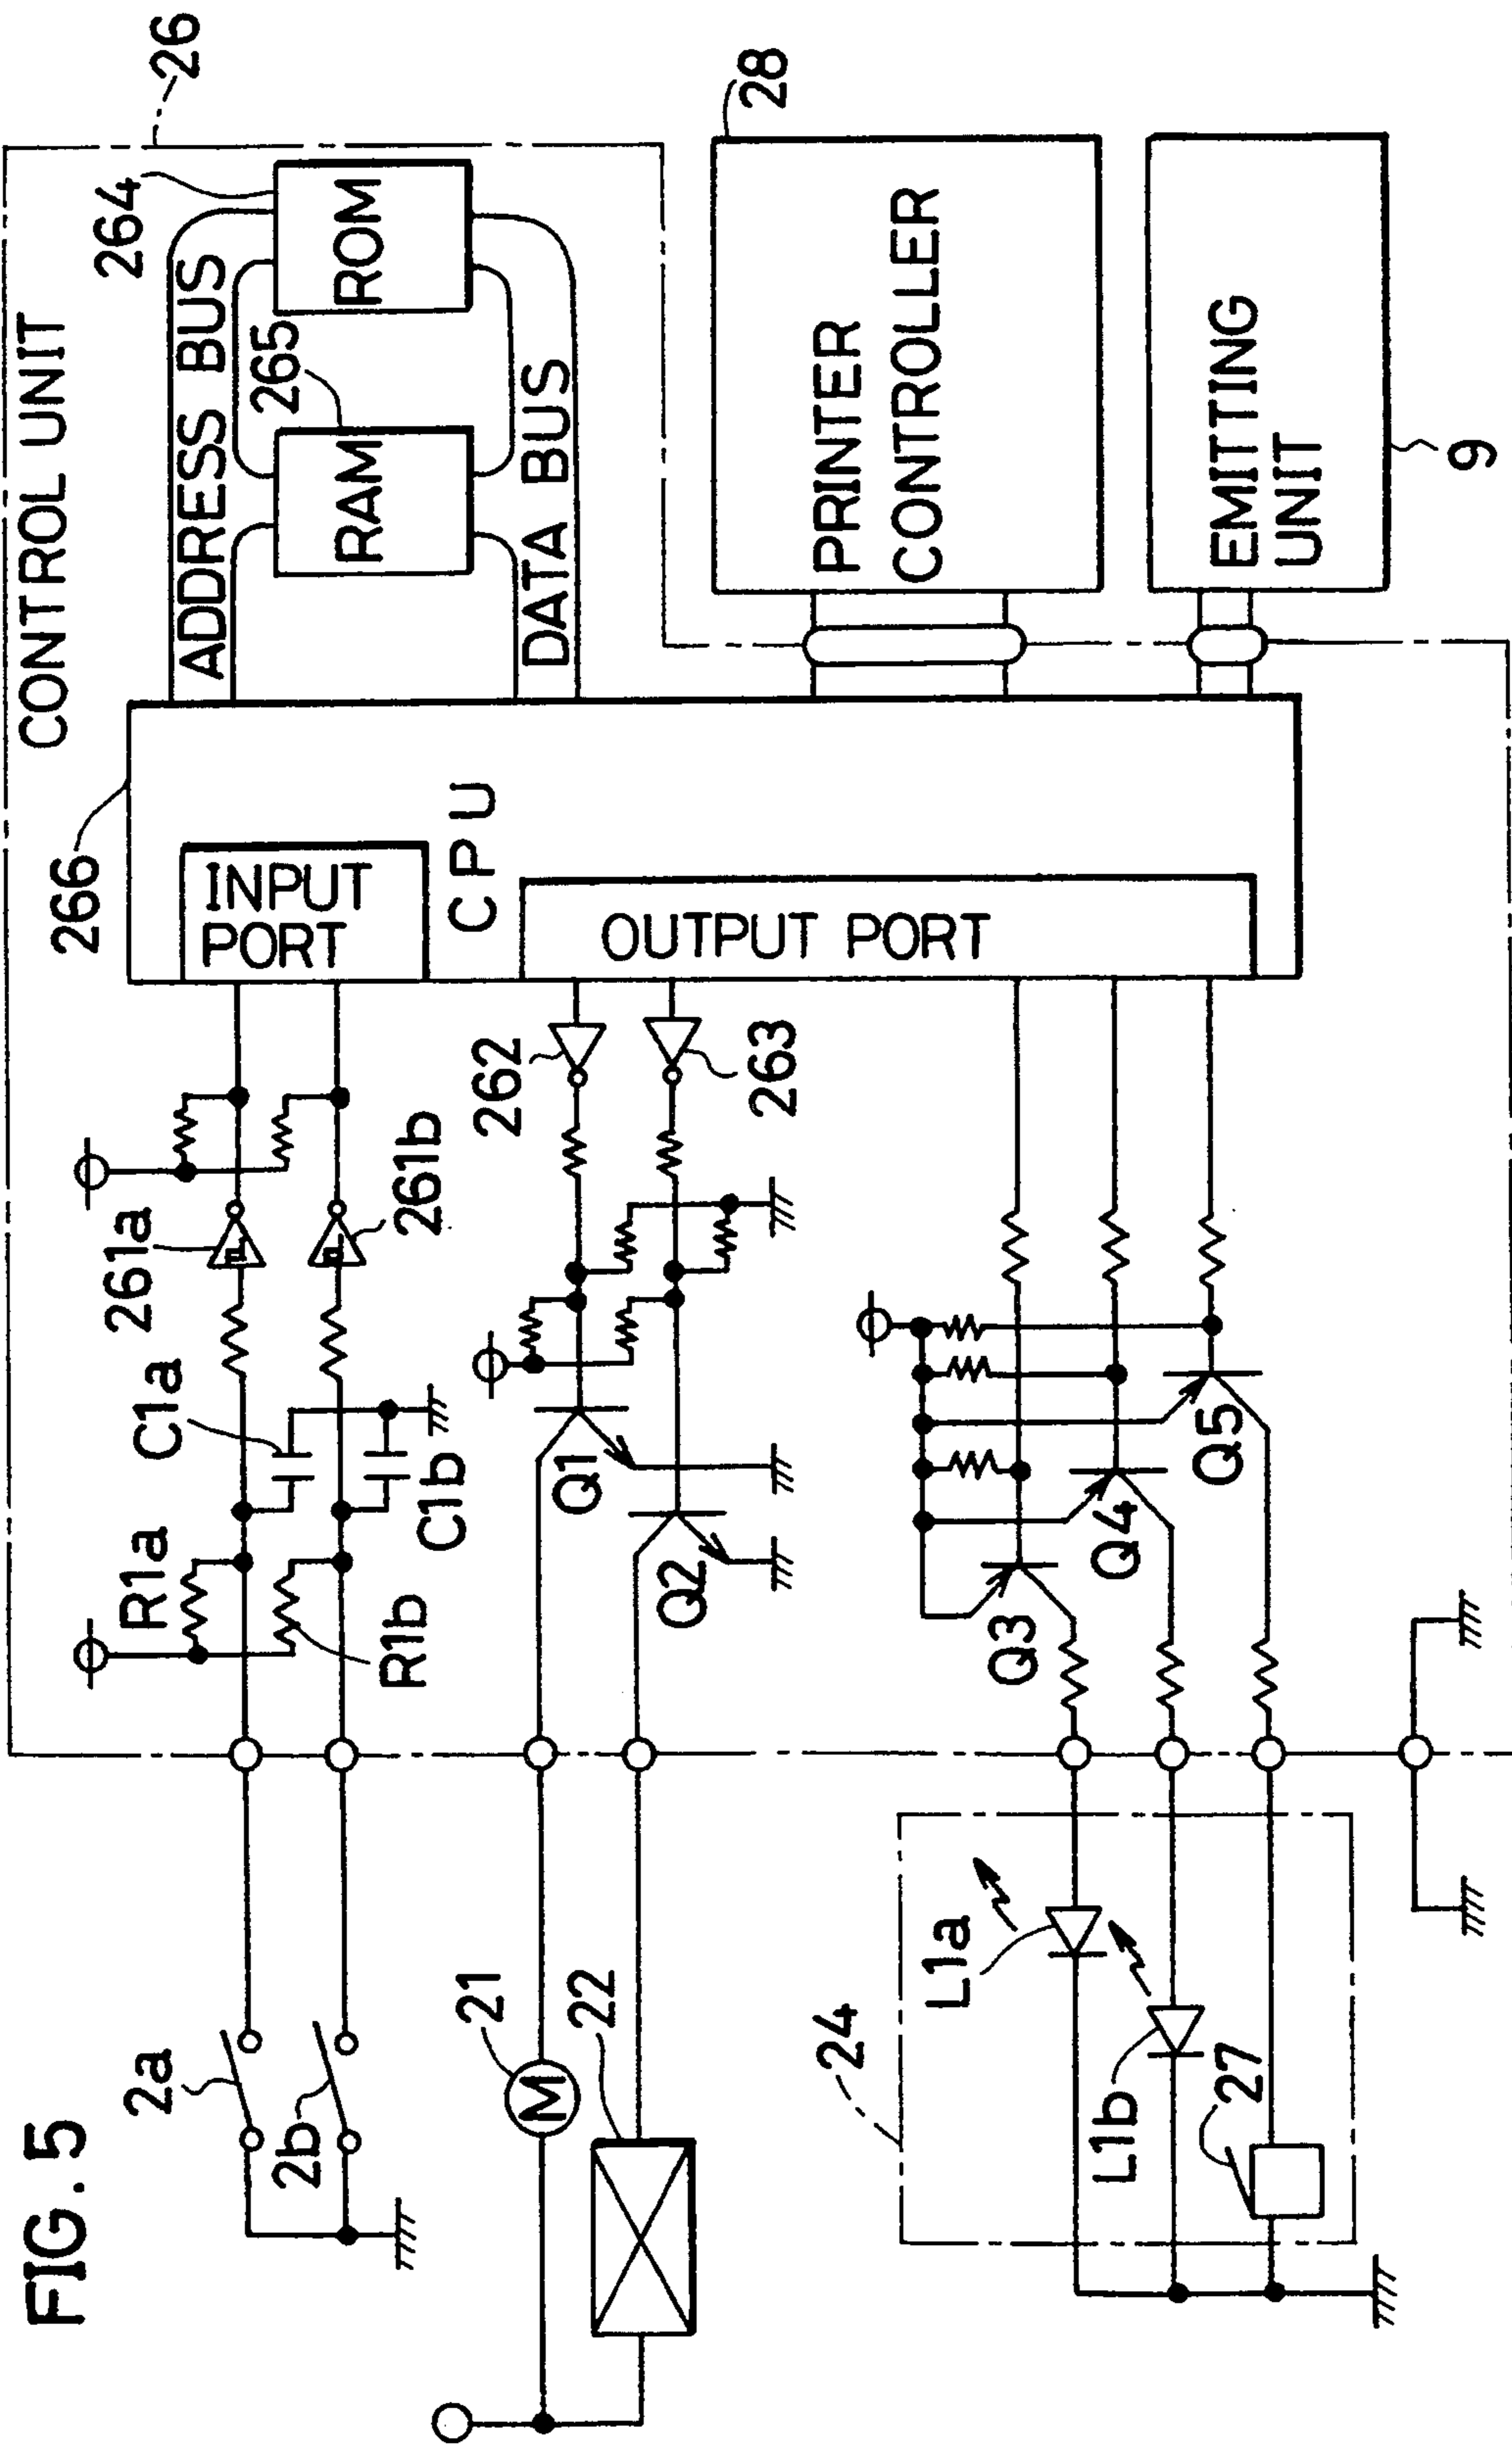 FIG. 5
CONTROL UNIT
26
266
264
ADDRESS BUS
ROM
265
RAM
DATA BUS
INPUT
PORT
CPU
OUTPUT PORT
28
PRINTER
CONTROLLER
EMITTING
UNIT
9
2a
2b
R1a
R1b
C1a
C1b
261a
261b
262
263
21
M
22
Q1
Q2
24
L1a
L1b
27
Q3
Q4
Q5